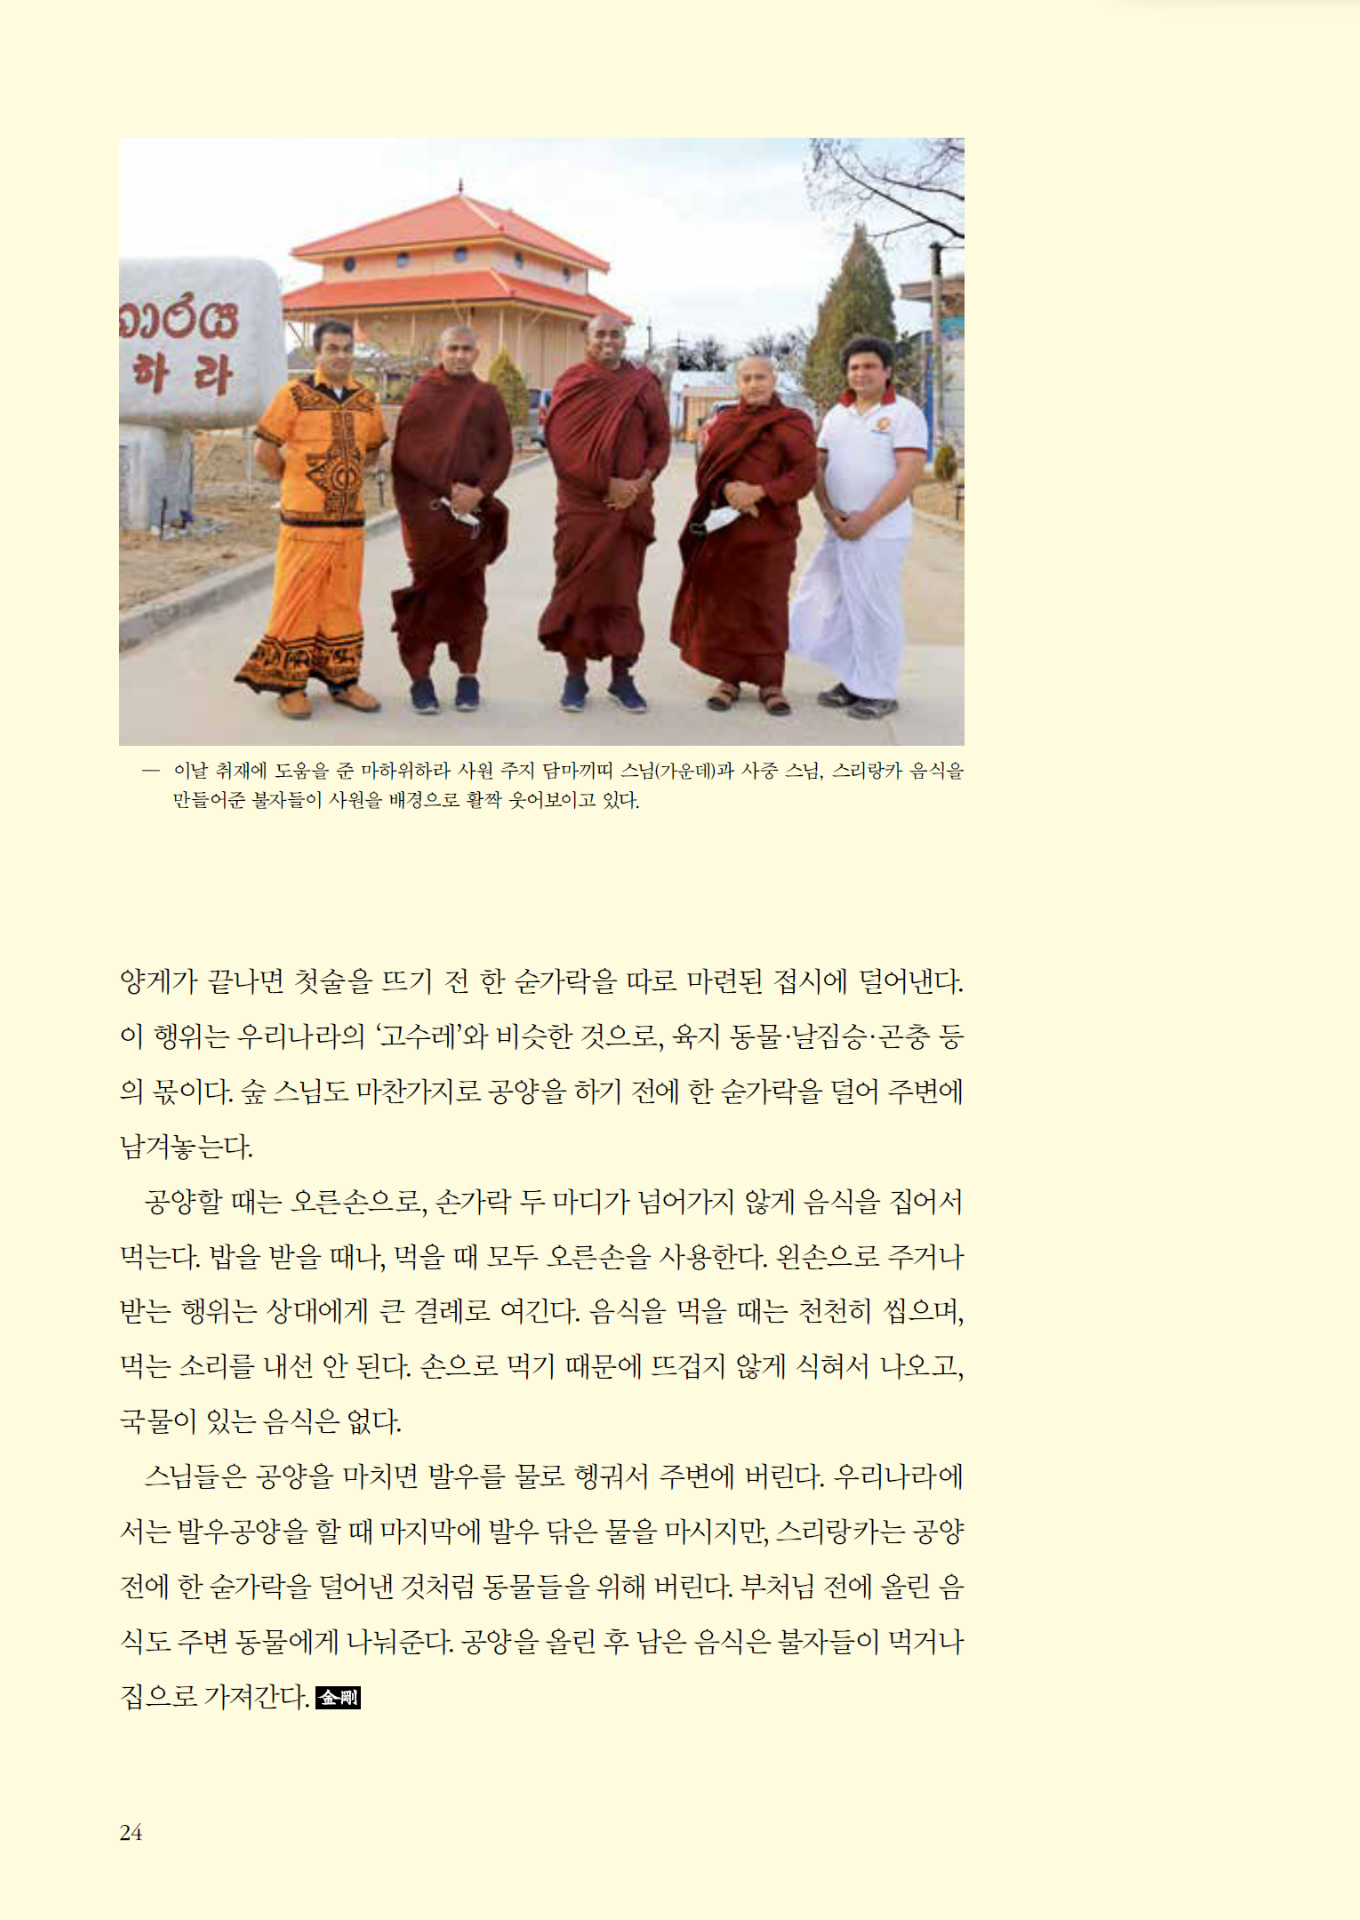 ාරය
하 라
— 이날 취재에 도움을 준 마하위하라 사원 주지 담마끼띠 스님(가운데)과 사중 스님, 스리랑카 음식을
만들어준 불자들이 사원을 배경으로 활짝 웃어보이고 있다.
양게가 끝나면 첫술을 뜨기 전 한 숟가락을 따로 마련된 접시에 덜어낸다.
이 행위는 우리나라의 ‘고수레’와 비슷한 것으로, 육지 동물·날짐승·곤충 등
의 몫이다. 숲 스님도 마찬가지로 공양을 하기 전에 한 숟가락을 덜어 주변에
남겨놓는다.
공양할 때는 오른손으로, 손가락 두 마디가 넘어가지 않게 음식을 집어서
먹는다. 밥을 받을 때나, 먹을 때 모두 오른손을 사용한다. 왼손으로 주거나
받는 행위는 상대에게 큰 결례로 여긴다. 음식을 먹을 때는 천천히 씹으며,
먹는 소리를 내선 안 된다. 손으로 먹기 때문에 뜨겁지 않게 식혀서 나오고,
국물이 있는 음식은 없다.
스님들은 공양을 마치면 발우를 물로 헹궈서 주변에 버린다. 우리나라에
서는 발우공양을 할 때 마지막에 발우 닦은 물을 마시지만, 스리랑카는 공양
전에 한 숟가락을 덜어낸 것처럼 동물들을 위해 버린다. 부처님 전에 올린 음
식도 주변 동물에게 나눠준다. 공양을 올린 후 남은 음식은 불자들이 먹거나
집으로 가져간다. 金剛
24